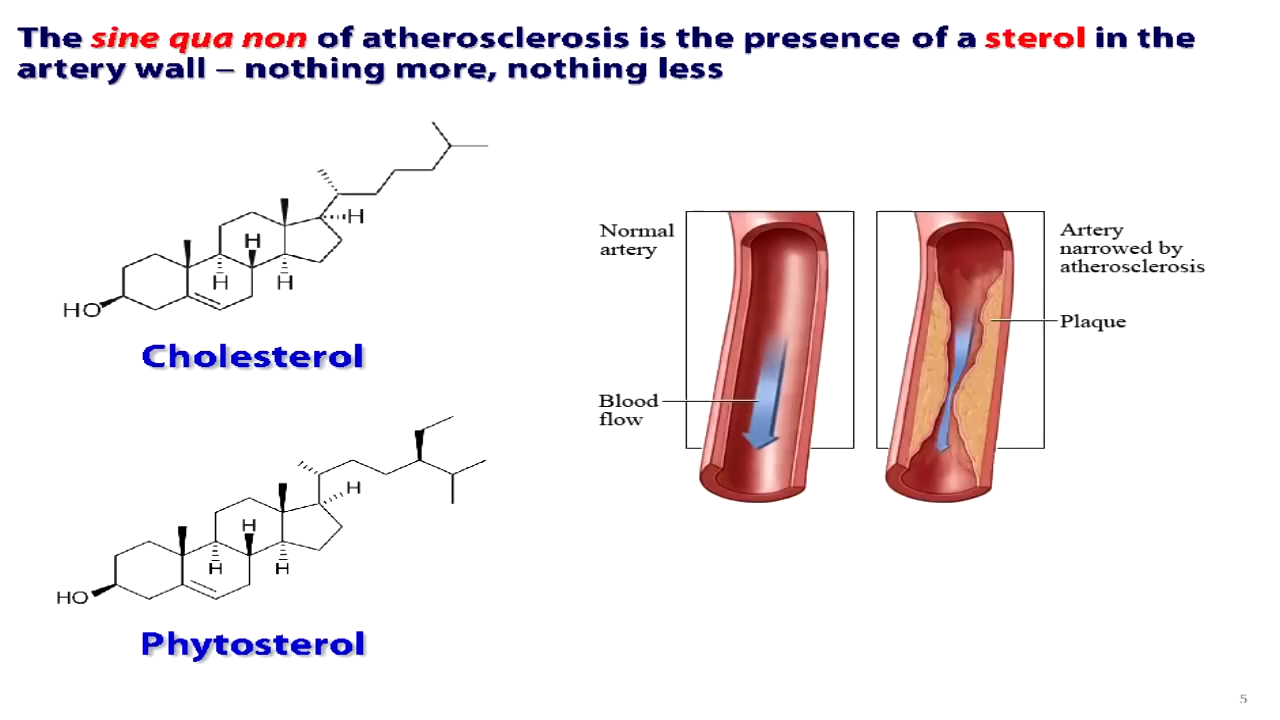 The sine qua non of atherosclerosis is the presence of a sterol in the
artery wall – nothing more, nothing less
H
H
H
H
HO
Cholesterol
H
H
H
H
HO
Phytosterol
Normal
artery
Blood
flow
Artery
narrowed by
atherosclerosis
Plaque
5